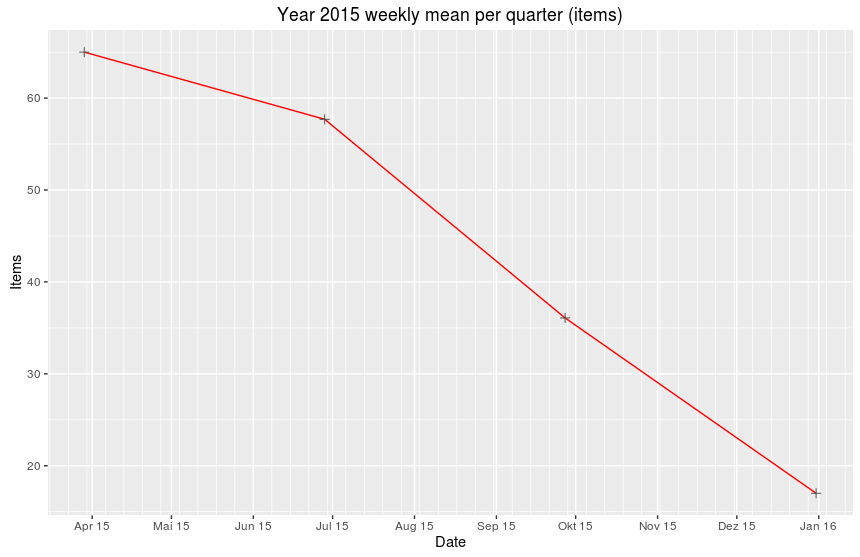 Year 2015 weekly mean per quarter (items)
60
50
40
30
20
Items
Apr 15 Mai 15 Jun 15 Jul 15 Aug 15 Sep 15 Okt 15 Nov 15 Dez 15 Jan 16
Date